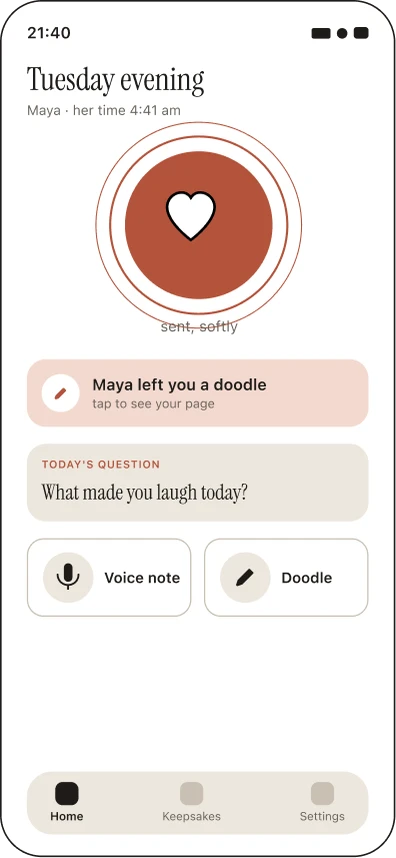 21:40
Tuesday evening
Maya · her time 4:41 am
sent, softly
Maya left you a doodle
tap to see your page
TODAY'S QUESTION
What made you laugh today?
Voice note
Doodle
Home
Keepsakes
Settings